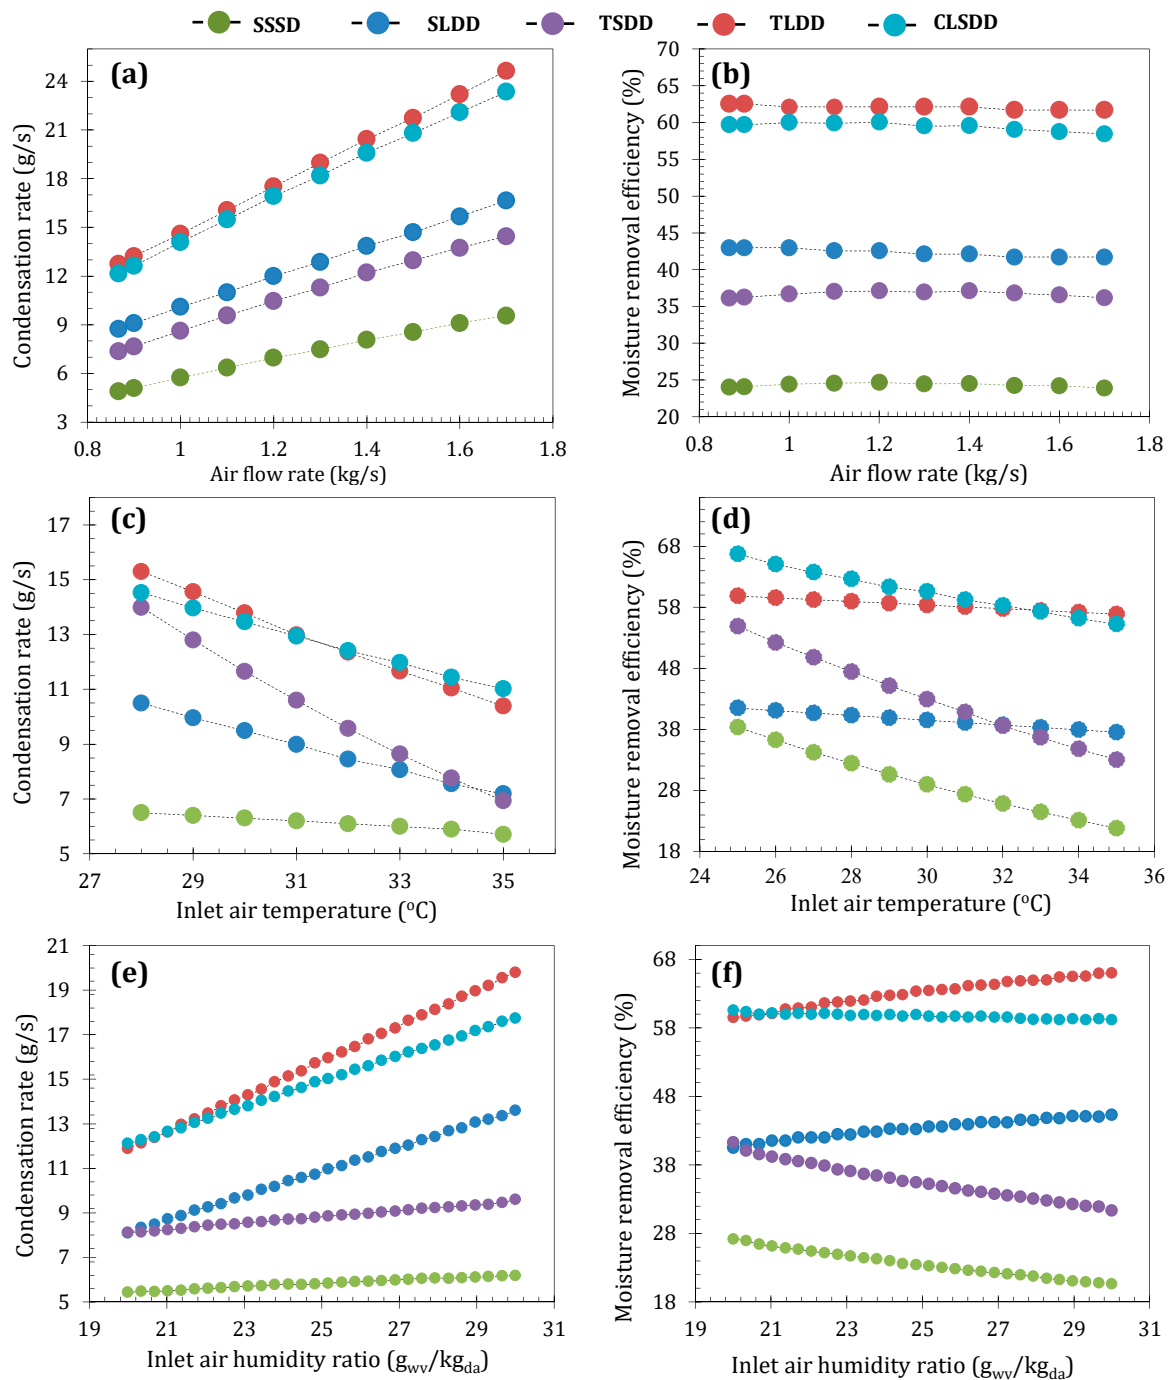 SSSD SLDD TSDD TLDD CLSDD
(a)
Condensation rate (g/s)
24
21
18
15
12
9
6
3
0.8 1 1.2 1.4 1.6 1.8
Air flow rate (kg/s)
(b)
Moisture removal efficiency (%)
70
65
60
55
50
45
40
35
30
25
20
0.8 1 1.2 1.4 1.6 1.8
Air flow rate (kg/s)
(c)
Condensation rate (g/s)
17
15
13
11
9
7
5
27 29 31 33 35
Inlet air temperature (°C)
(d)
Moisture removal efficiency (%)
68
58
48
38
28
18
24 26 28 30 32 34 36
Inlet air temperature (°C)
(e)
Condensation rate (g/s)
21
19
17
15
13
11
9
7
5
19 21 23 25 27 29 31
Inlet air humidity ratio (gwv/kgda)
(f)
Moisture removal efficiency (%)
68
58
48
38
28
18
19 21 23 25 27 29 31
Inlet air humidity ratio (gwv/kgda)